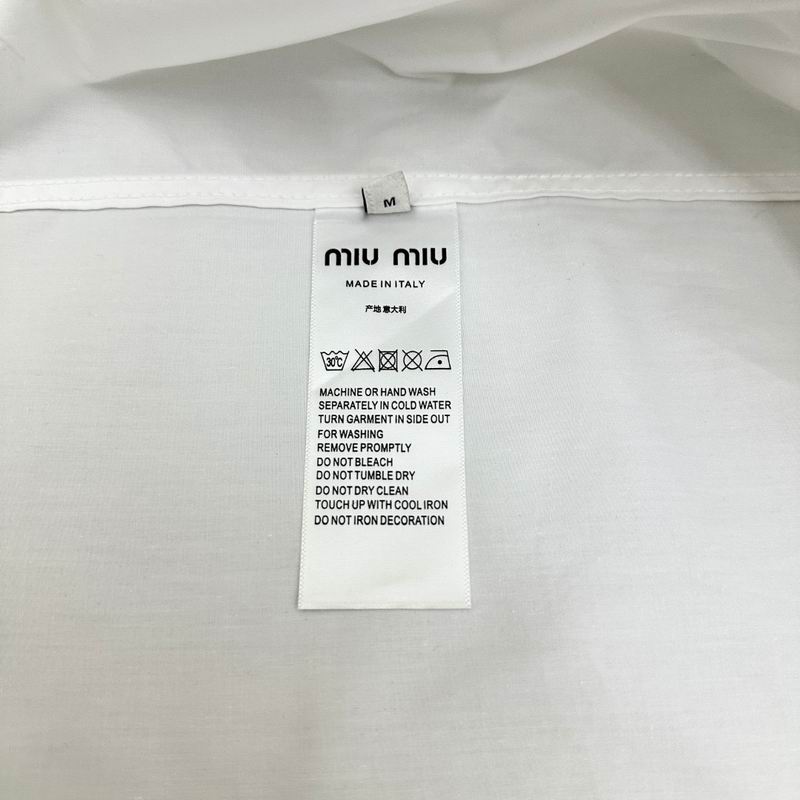 M
MIU MIU
MADE IN ITALY
产地 意大利
30°C
MACHINE OR HAND WASH
SEPARATELY IN COLD WATER
TURN GARMENT IN SIDE OUT
FOR WASHING
REMOVE PROMPTLY
DO NOT BLEACH
DO NOT TUMBLE DRY
DO NOT DRY CLEAN
TOUCH UP WITH COOL IRON
DO NOT IRON DECORATION